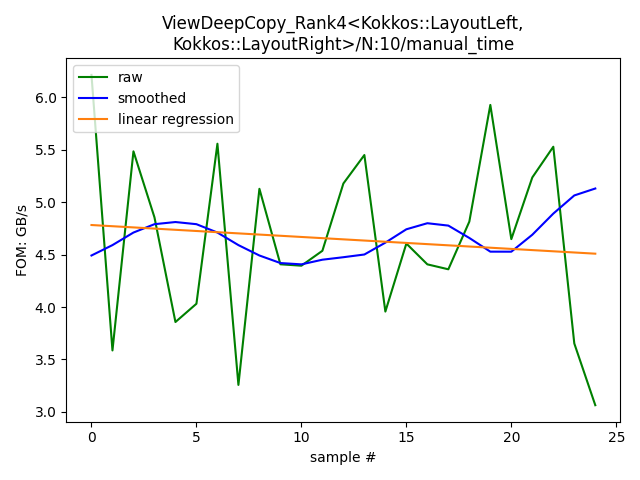 ViewDeepCopy_Rank4<Kokkos::LayoutLeft,
Kokkos::LayoutRight>/N:10/manual_time
raw
smoothed
linear regression
FOM: GB/s
6.0
5.5
5.0
4.5
4.0
3.5
3.0
0 5 10 15 20 25
sample #